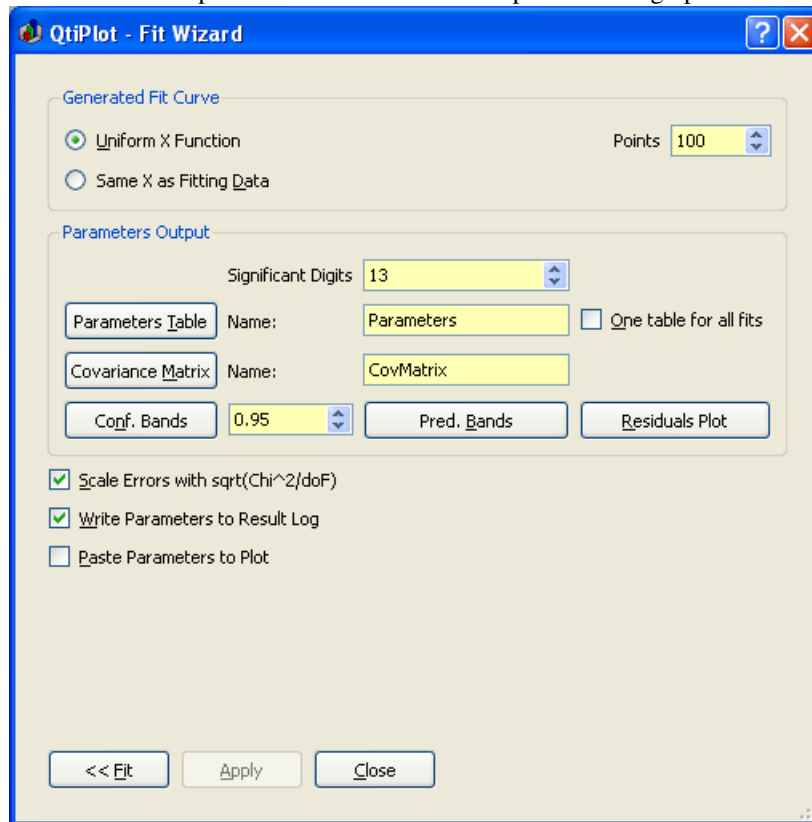 QtiPlot - Fit Wizard
Generated Fit Curve
Uniform X Function
Points 100
Same X as Fitting Data
Parameters Output
Significant Digits 13
Parameters Table Name: Parameters One table for all fits
Covariance Matrix Name: CovMatrix
Conf. Bands 0.95 Pred. Bands Residuals Plot
Scale Errors with sqrt(Chi^2/doF)
Write Parameters to Result Log
Paste Parameters to Plot
<< Fit Apply Close